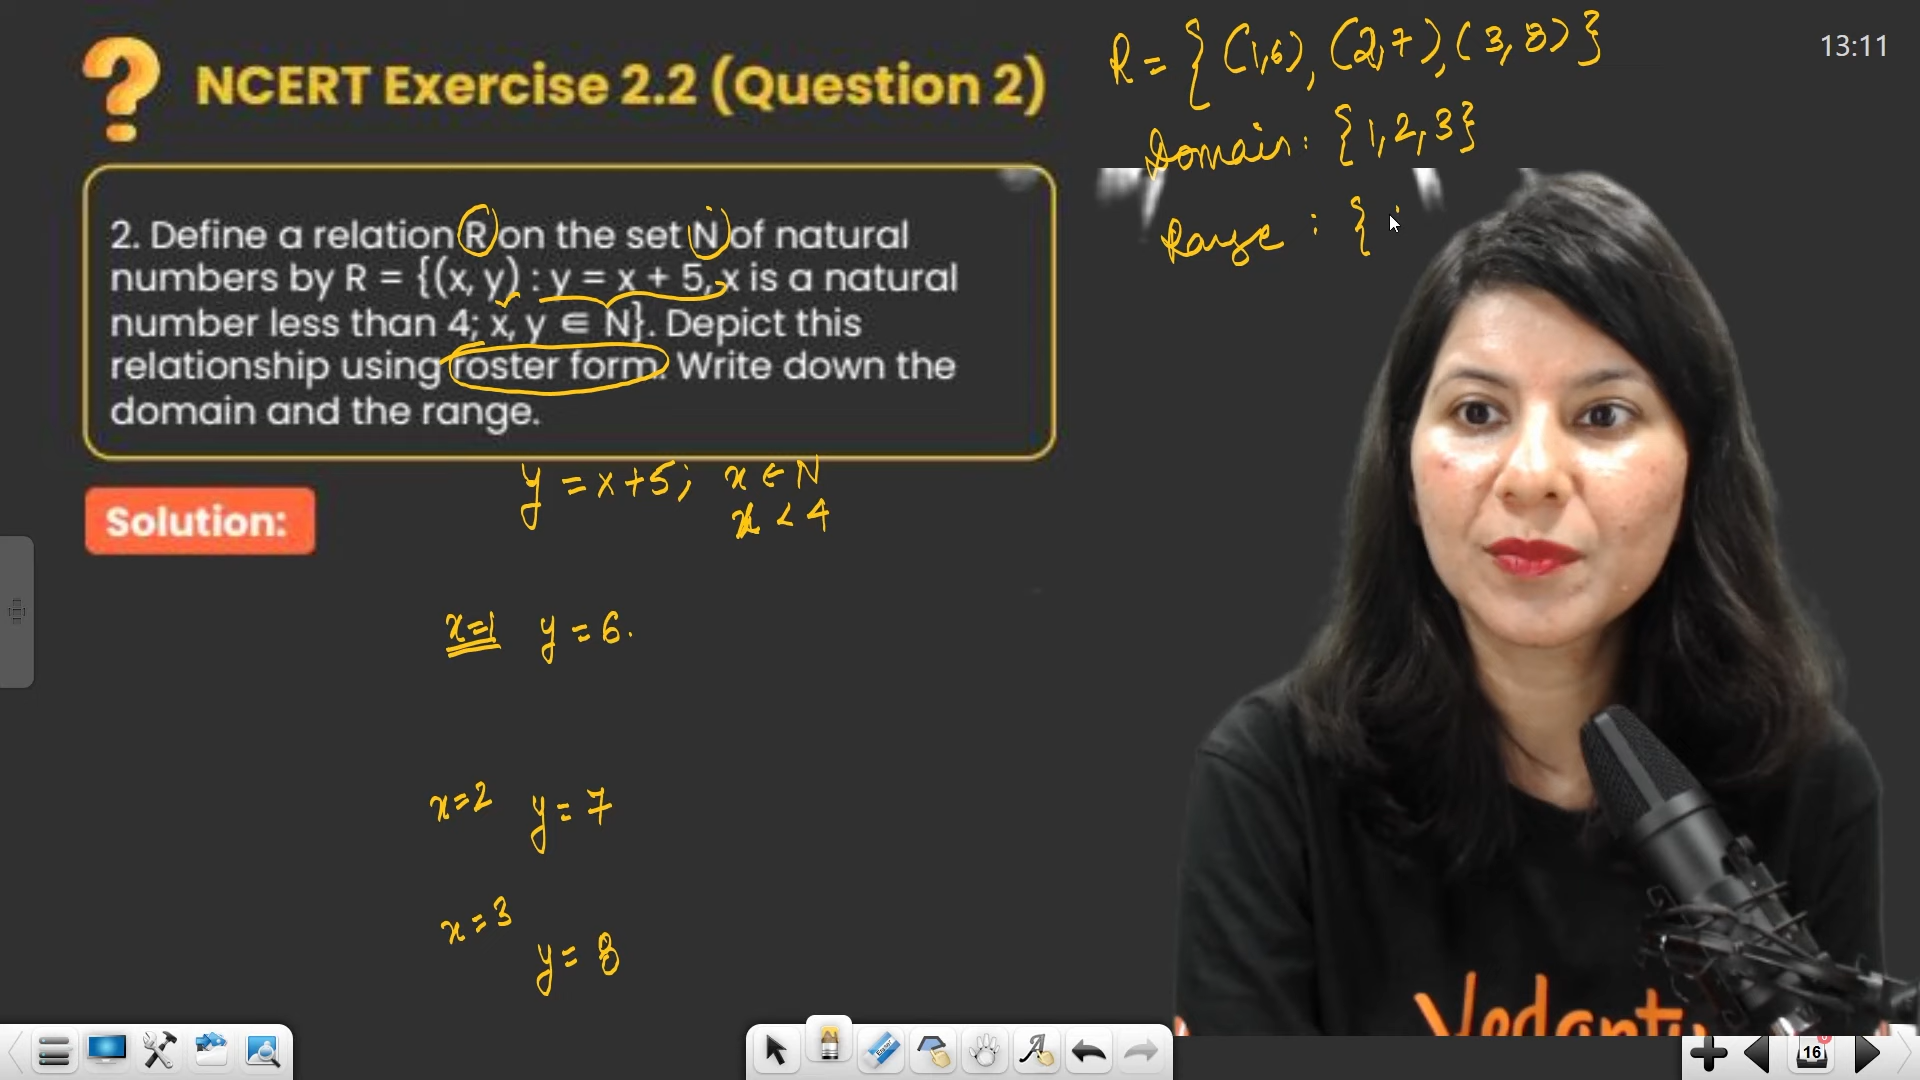 NCERT Exercise 2.2 (Question 2)
2. Define a relation R on the set N of natural
numbers by R = {(x, y) : y = x + 5, x is a natural
number less than 4; x, y ∈ N}. Depict this
relationship using roster form. Write down the
domain and the range.
Solution:
y = x+5; x ∈ N
x < 4
x=1 y = 6.
x=2 y = 7
x = 3
y = 8
R = { (1,6), (2,7), (3,8) }
Domain: {1,2,3}
Range : {
13:11
Vedantu
Eraser
A
16